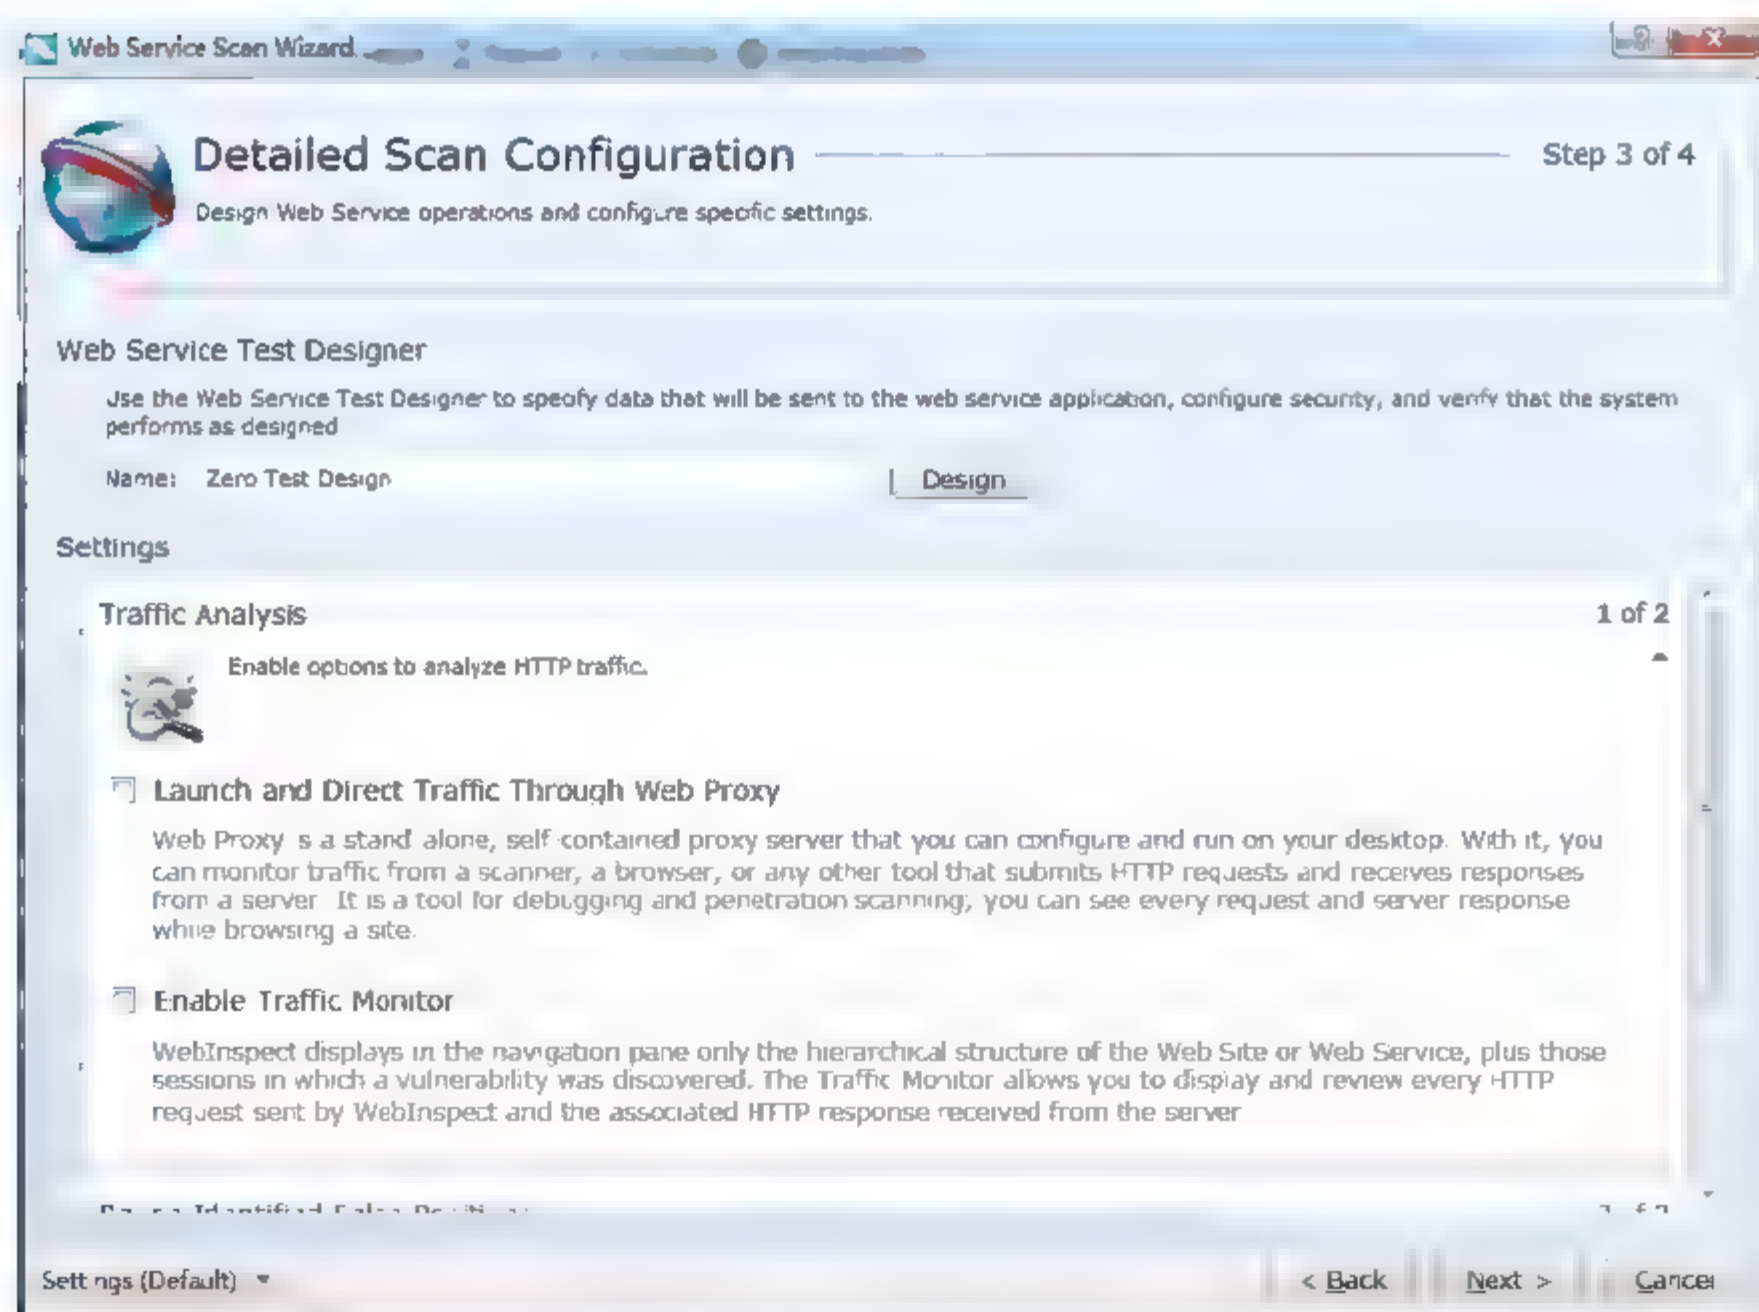 Web Service Scan Wizard
Detailed Scan Configuration
Step 3 of 4
Design Web Service operations and configure specific settings.
Web Service Test Designer
Use the Web Service Test Designer to specify data that will be sent to the web service application, configure security, and verify that the system
performs as designed
Name: Zero Test Design
Design
Settings
Traffic Analysis
1 of 2
Enable options to analyze HTTP traffic.
Launch and Direct Traffic Through Web Proxy
Web Proxy is a stand alone, self-contained proxy server that you can configure and run on your desktop. With it, you
can monitor traffic from a scanner, a browser, or any other tool that submits HTTP requests and receives responses
from a server It is a tool for debugging and penetration scanning; you can see every request and server response
while browsing a site.
Enable Traffic Monitor
WebInspect displays in the navigation pane only the hierarchical structure of the Web Site or Web Service, plus those
sessions in which a vulnerability was discovered. The Traffic Monitor allows you to display and review every HTTP
request sent by WebInspect and the associated HTTP response received from the server
Identified False Positives
2 of 2
Settings (Default)
< Back
Next >
Cancel